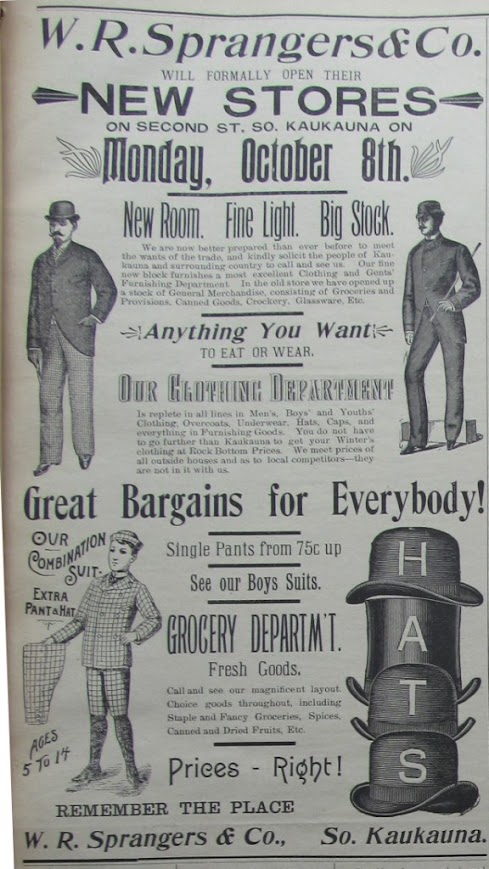 W. R. Sprangers & Co.
WILL FORMALLY OPEN THEIR
NEW STORES
ON SECOND ST. SO. KAUKAUNA ON
Monday, October 8th.
New Room. Fine Light. Big Stock.
We are now better prepared than over before to meet
the wants of the trade, and kindly solicit the people of Kau-
kauna and surrounding country to call and see us. Our fine
new block furnishes a most excellent Clothing and Gents'
Furnishing Department. In the old store we have opened up
a stock of General Merchandise, consisting of Groceries and
Provisions, Canned Goods, Crockery, Glassware, Etc.
Anything You Want
TO EAT OR WEAR.
OUR CLOTHING DEPARTMENT
Is replete in all lines in Men's, Boys' and Youths'
Clothing, Overcoats, Underwear, Hats, Caps, and
everything in Furnishing Goods. You do not have
to go further than Kaukauna to get your Winter's
clothing at Rock Bottom Prices. We meet prices of
all outside houses and as to local competitors—they
are not in it with us.
Great Bargains for Everybody!
OUR
COMBINATION
SUIT-
EXTRA
PANT & HAT
AGES
5 TO 14
Single Pants from 75c up
See our Boys Suits.
GROCERY DEPARTM'T.
Fresh Goods.
Call and see our magnificent layout.
Choice goods throughout, including
Staple and Fancy Groceries, Spices,
Canned and Dried Fruits, Etc.
Prices - Right!
H
A
T
S
REMEMBER THE PLACE
W. R. Sprangers & Co., So. Kaukauna.